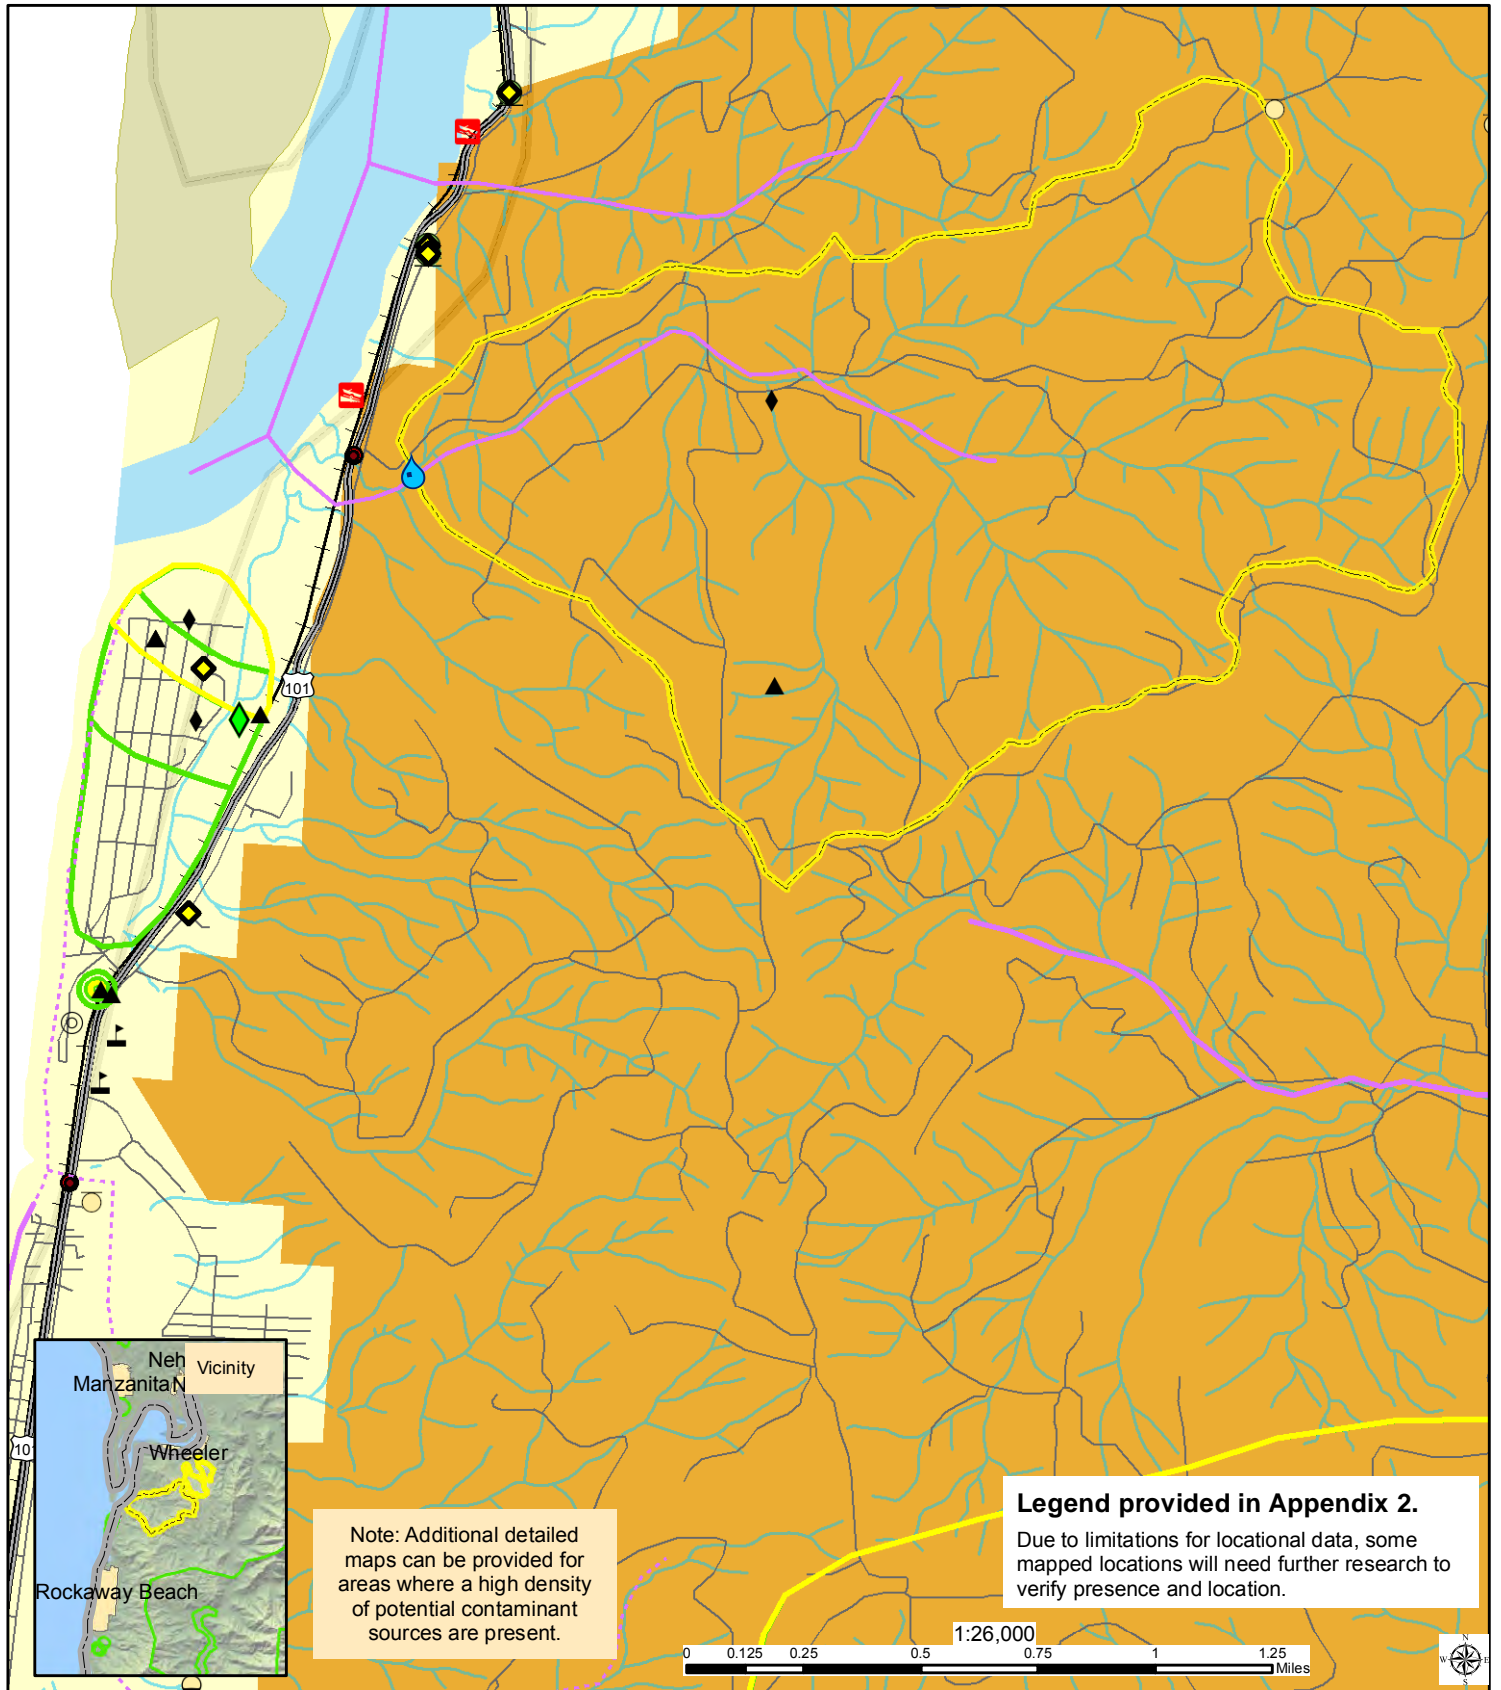 101
101
Neh
Vicinity
Manzanita N
Wheeler
Rockaway Beach
Note: Additional detailed
maps can be provided for
areas where a high density
of potential contaminant
sources are present.
Legend provided in Appendix 2.
Due to limitations for locational data, some
mapped locations will need further research to
verify presence and location.
1:26,000
0 0.125 0.25 0.5 0.75 1 1.25
Miles
N
W E
S